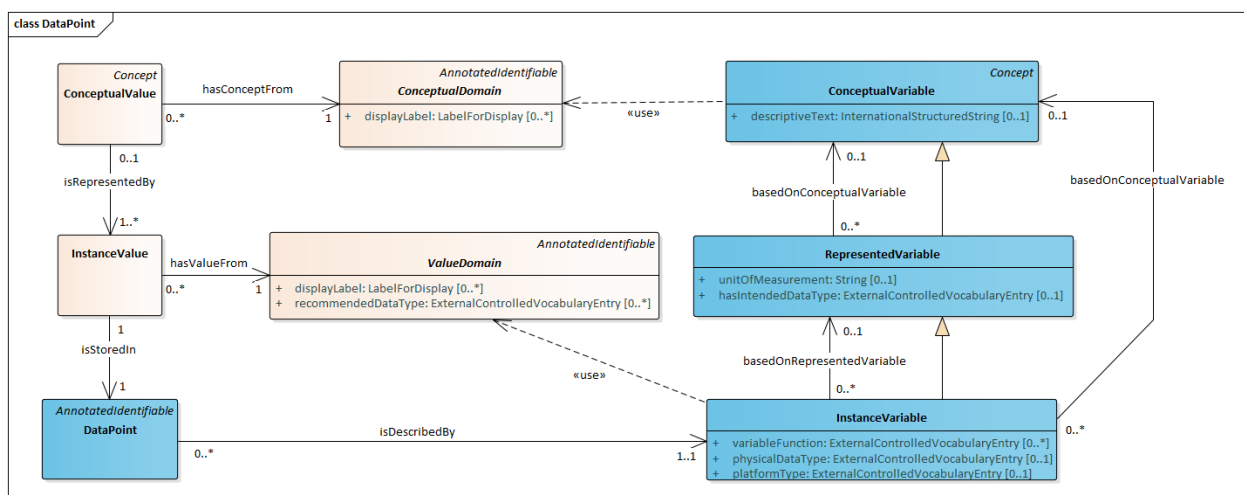 class DataPoint
Concept
ConceptualValue
hasConceptFrom
0..*
1
AnnotatedIdentifiable
ConceptualDomain
+ displayLabel: LabelForDisplay [0..*]
«use»
Concept
ConceptualVariable
+ descriptiveText: InternationalStructuredString [0..1]
0..1
0..1
isRepresentedBy
1..*
0..1
basedOnConceptualVariable
0..*
basedOnConceptualVariable
InstanceValue
hasValueFrom
0..*
1
AnnotatedIdentifiable
ValueDomain
+ displayLabel: LabelForDisplay [0..*]
+ recommendedDataType: ExternalControlledVocabularyEntry [0..*]
RepresentedVariable
+ unitOfMeasurement: String [0..1]
+ hasIntendedDataType: ExternalControlledVocabularyEntry [0..1]
1
isStoredIn
1
«use»
0..1
basedOnRepresentedVariable
0..*
AnnotatedIdentifiable
DataPoint
isDescribedBy
0..*
1..1
InstanceVariable
+ variableFunction: ExternalControlledVocabularyEntry [0..*]
+ physicalDataType: ExternalControlledVocabularyEntry [0..1]
+ platformType: ExternalControlledVocabularyEntry [0..1]
0..*